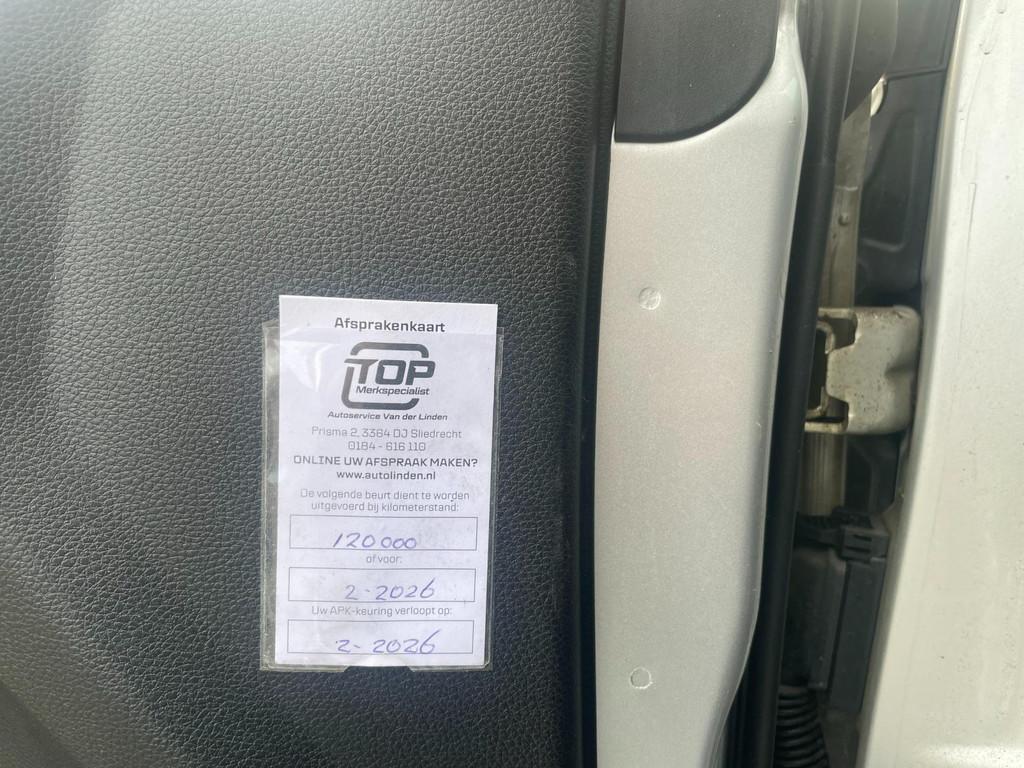 Afsprakenkaart
TOP
Merkspecialist
Autoservice Van der Linden
Prisma 2, 3364 DJ Sliedrecht
0184 - 616 110
ONLINE UW AFSPRAAK MAKEN?
www.autolinden.nl
De volgende beurt dient te worden
uitgevoerd bij kilometerstand:
120000
of voor:
2-2026
Uw APK-keuring verloopt op:
2-2026